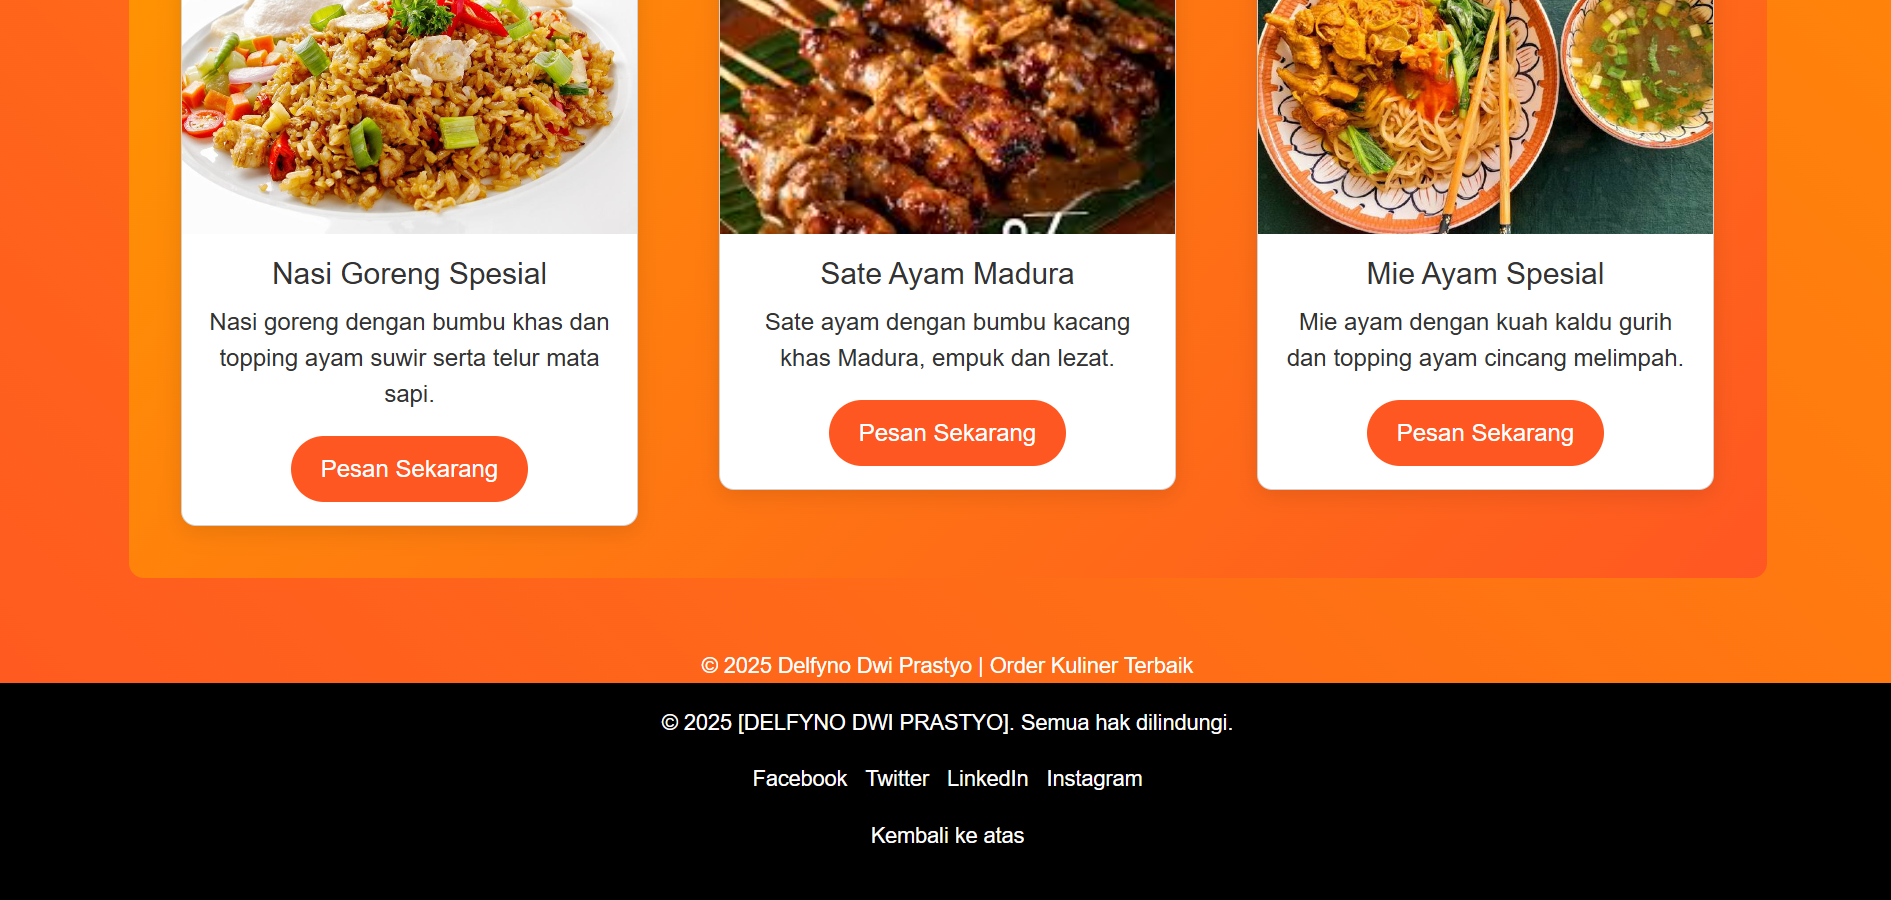 Nasi Goreng Spesial
Nasi goreng dengan bumbu khas dan
topping ayam suwir serta telur mata
sapi.
Pesan Sekarang
Sate Ayam Madura
Sate ayam dengan bumbu kacang
khas Madura, empuk dan lezat.
Pesan Sekarang
Mie Ayam Spesial
Mie ayam dengan kuah kaldu gurih
dan topping ayam cincang melimpah.
Pesan Sekarang
© 2025 Delfyno Dwi Prastyo | Order Kuliner Terbaik
© 2025 [DELFYNO DWI PRASTYO]. Semua hak dilindungi.
Facebook Twitter LinkedIn Instagram
Kembali ke atas